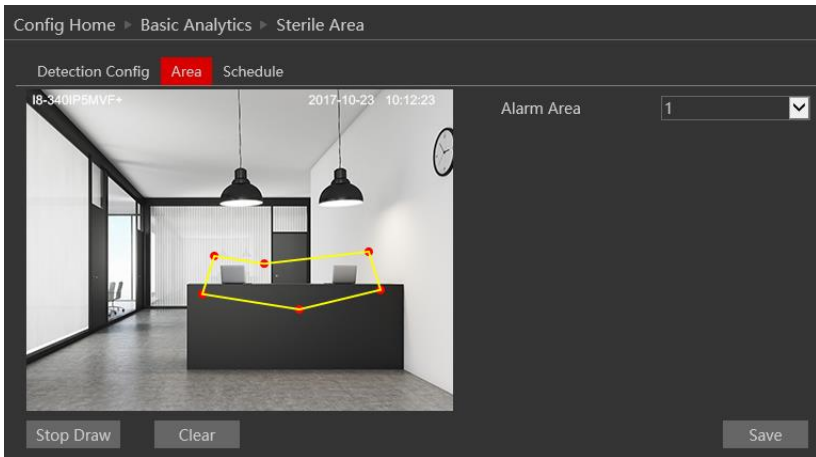 Config Home ▶ Basic Analytics ▶ Sterile Area
Detection Config Area Schedule
I8-340IP5MVF+ 2017-10-23 10:12:23
Alarm Area 1
Stop Draw Clear Save